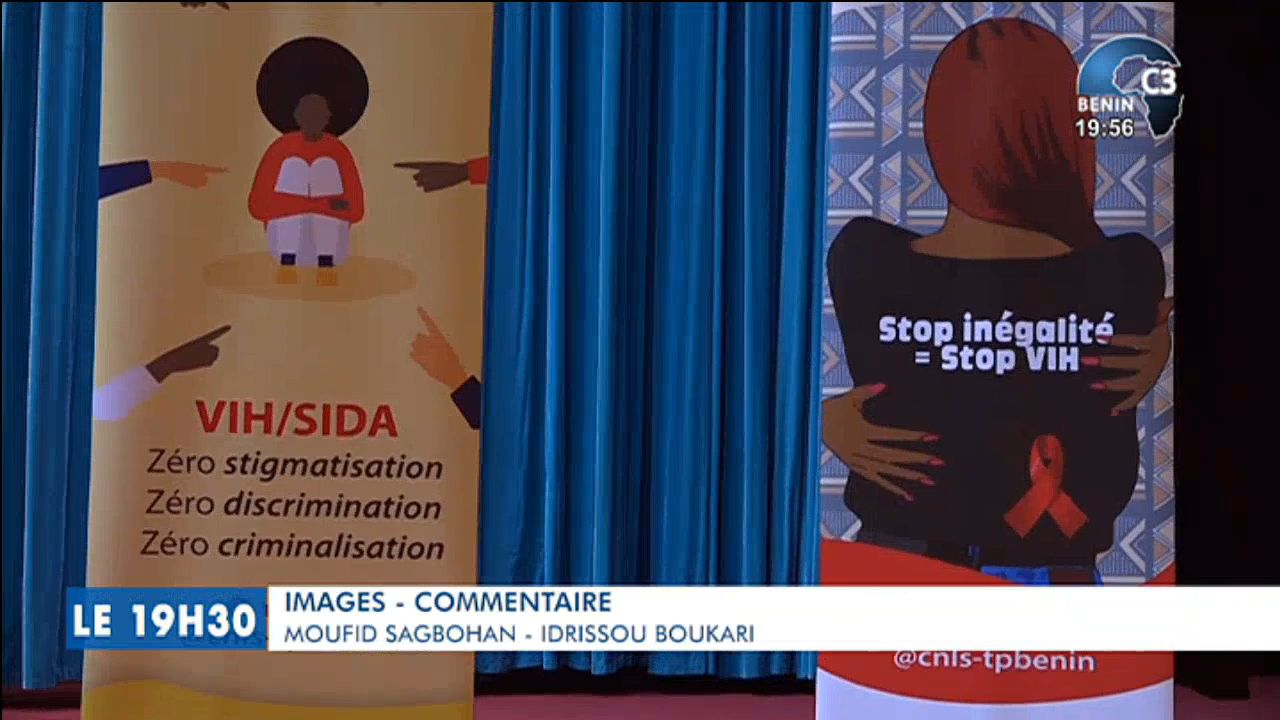 C3
BENIN
19:56
Stop inégalité
= Stop VIH
VIH/SIDA
Zéro stigmatisation
Zéro discrimination
Zéro criminalisation
LE 19H30
IMAGES - COMMENTAIRE
MOUFID SAGBOHAN - IDRISSOU BOUKARI
@cnls-tpbenin